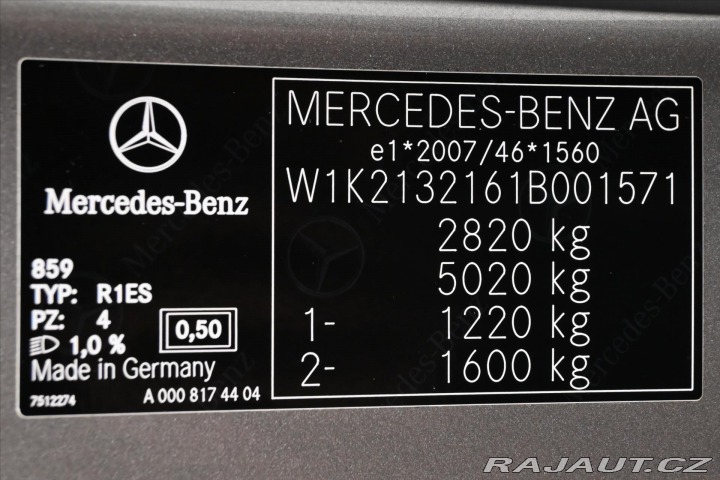 Mercedes-Benz
859
TYP: R1ES
PZ: 4
1,0 %
0,50
Made in Germany
7512274
A 000 817 44 04
MERCEDES-BENZ AG
e1*2007/46*1560
W1K2132161B001571
2820 kg
5020 kg
1- 1220 kg
2- 1600 kg
RAJAUT.CZ